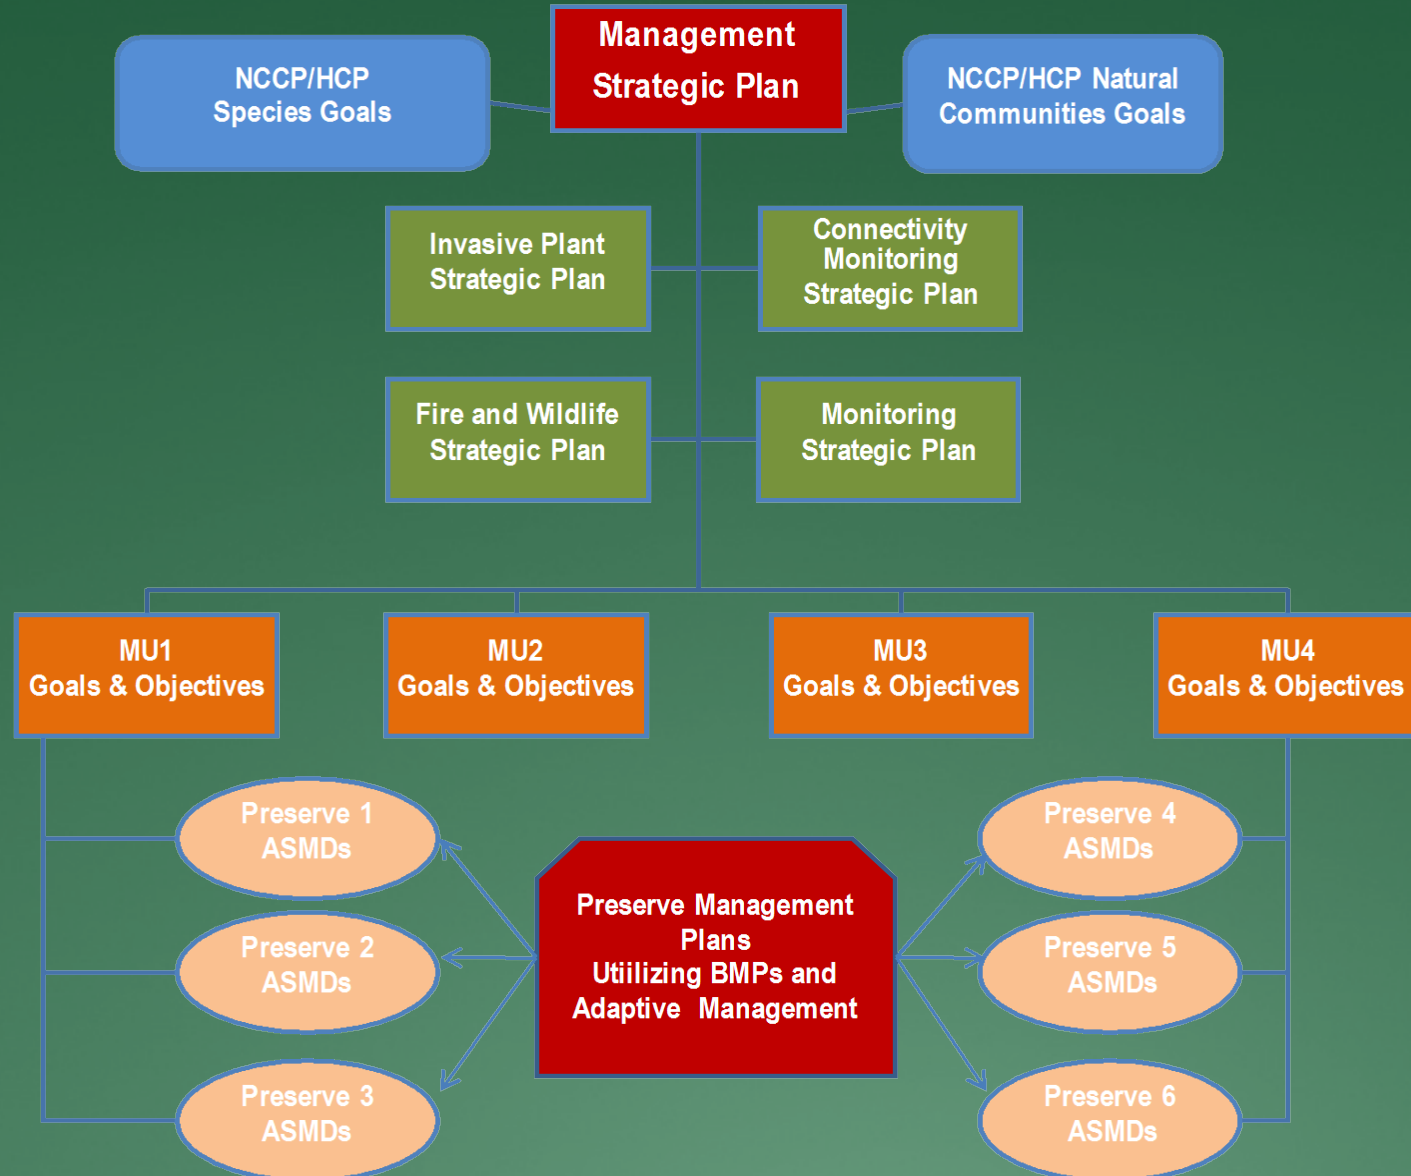 Management
Strategic Plan
NCCP/HCP
Species Goals
NCCP/HCP Natural
Communities Goals
Invasive Plant
Strategic Plan
Connectivity
Monitoring
Strategic Plan
Fire and Wildlife
Strategic Plan
Monitoring
Strategic Plan
MU1
Goals & Objectives
MU2
Goals & Objectives
MU3
Goals & Objectives
MU4
Goals & Objectives
Preserve 1
ASMDs
Preserve 2
ASMDs
Preserve 3
ASMDs
Preserve Management
Plans
Utiilizing BMPs and
Adaptive Management
Preserve 4
ASMDs
Preserve 5
ASMDs
Preserve 6
ASMDs